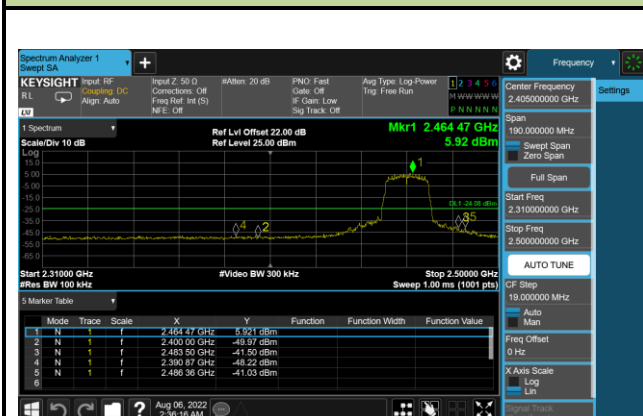 Spectrum Analyzer 1
Swept SA
+
Frequency
KEYSIGHT
RL
LXI
Input: RF
Coupling: DC
Align: Auto
Input Z: 50 Ω
Corrections: Off
Freq Ref: Int (S)
NFE: Off
#Atten: 20 dB
PNO: Fast
Gate: Off
IF Gain: Low
Sig Track: Off
Avg Type: Log-Power
Trig: Free Run
1 2 3 4 5 6
M W W W W W
P N N N N N
Center Frequency
2.405000000 GHz
Settings
Span
190.000000 MHz
Swept Span
Zero Span
Full Span
Start Freq
2.310000000 GHz
Stop Freq
2.500000000 GHz
AUTO TUNE
CF Step
19.000000 MHz
Auto
Man
Freq Offset
0 Hz
X Axis Scale
Log
Lin
Signal Track
1 Spectrum
Scale/Div 10 dB
Ref Lvl Offset 22.00 dB
Ref Level 25.00 dBm
Mkr1 2.464 47 GHz
5.92 dBm
Log
15.0
5.00
-5.00
-15.0
-25.0
-35.0
-45.0
-55.0
-65.0
1
DL1 -24.08 dBm
4
2
3
5
Start 2.31000 GHz
#Res BW 100 kHz
#Video BW 300 kHz
Stop 2.50000 GHz
Sweep 1.00 ms (1001 pts)
5 Marker Table
Mode Trace Scale X Y Function Function Width Function Value
1 N 1 f 2.464 47 GHz 5.921 dBm
2 N 1 f 2.400 00 GHz -49.97 dBm
3 N 1 f 2.483 50 GHz -41.50 dBm
4 N 1 f 2.390 87 GHz -48.22 dBm
5 N 1 f 2.486 36 GHz -41.03 dBm
6
?
Aug 06, 2022
2:36:16 AM